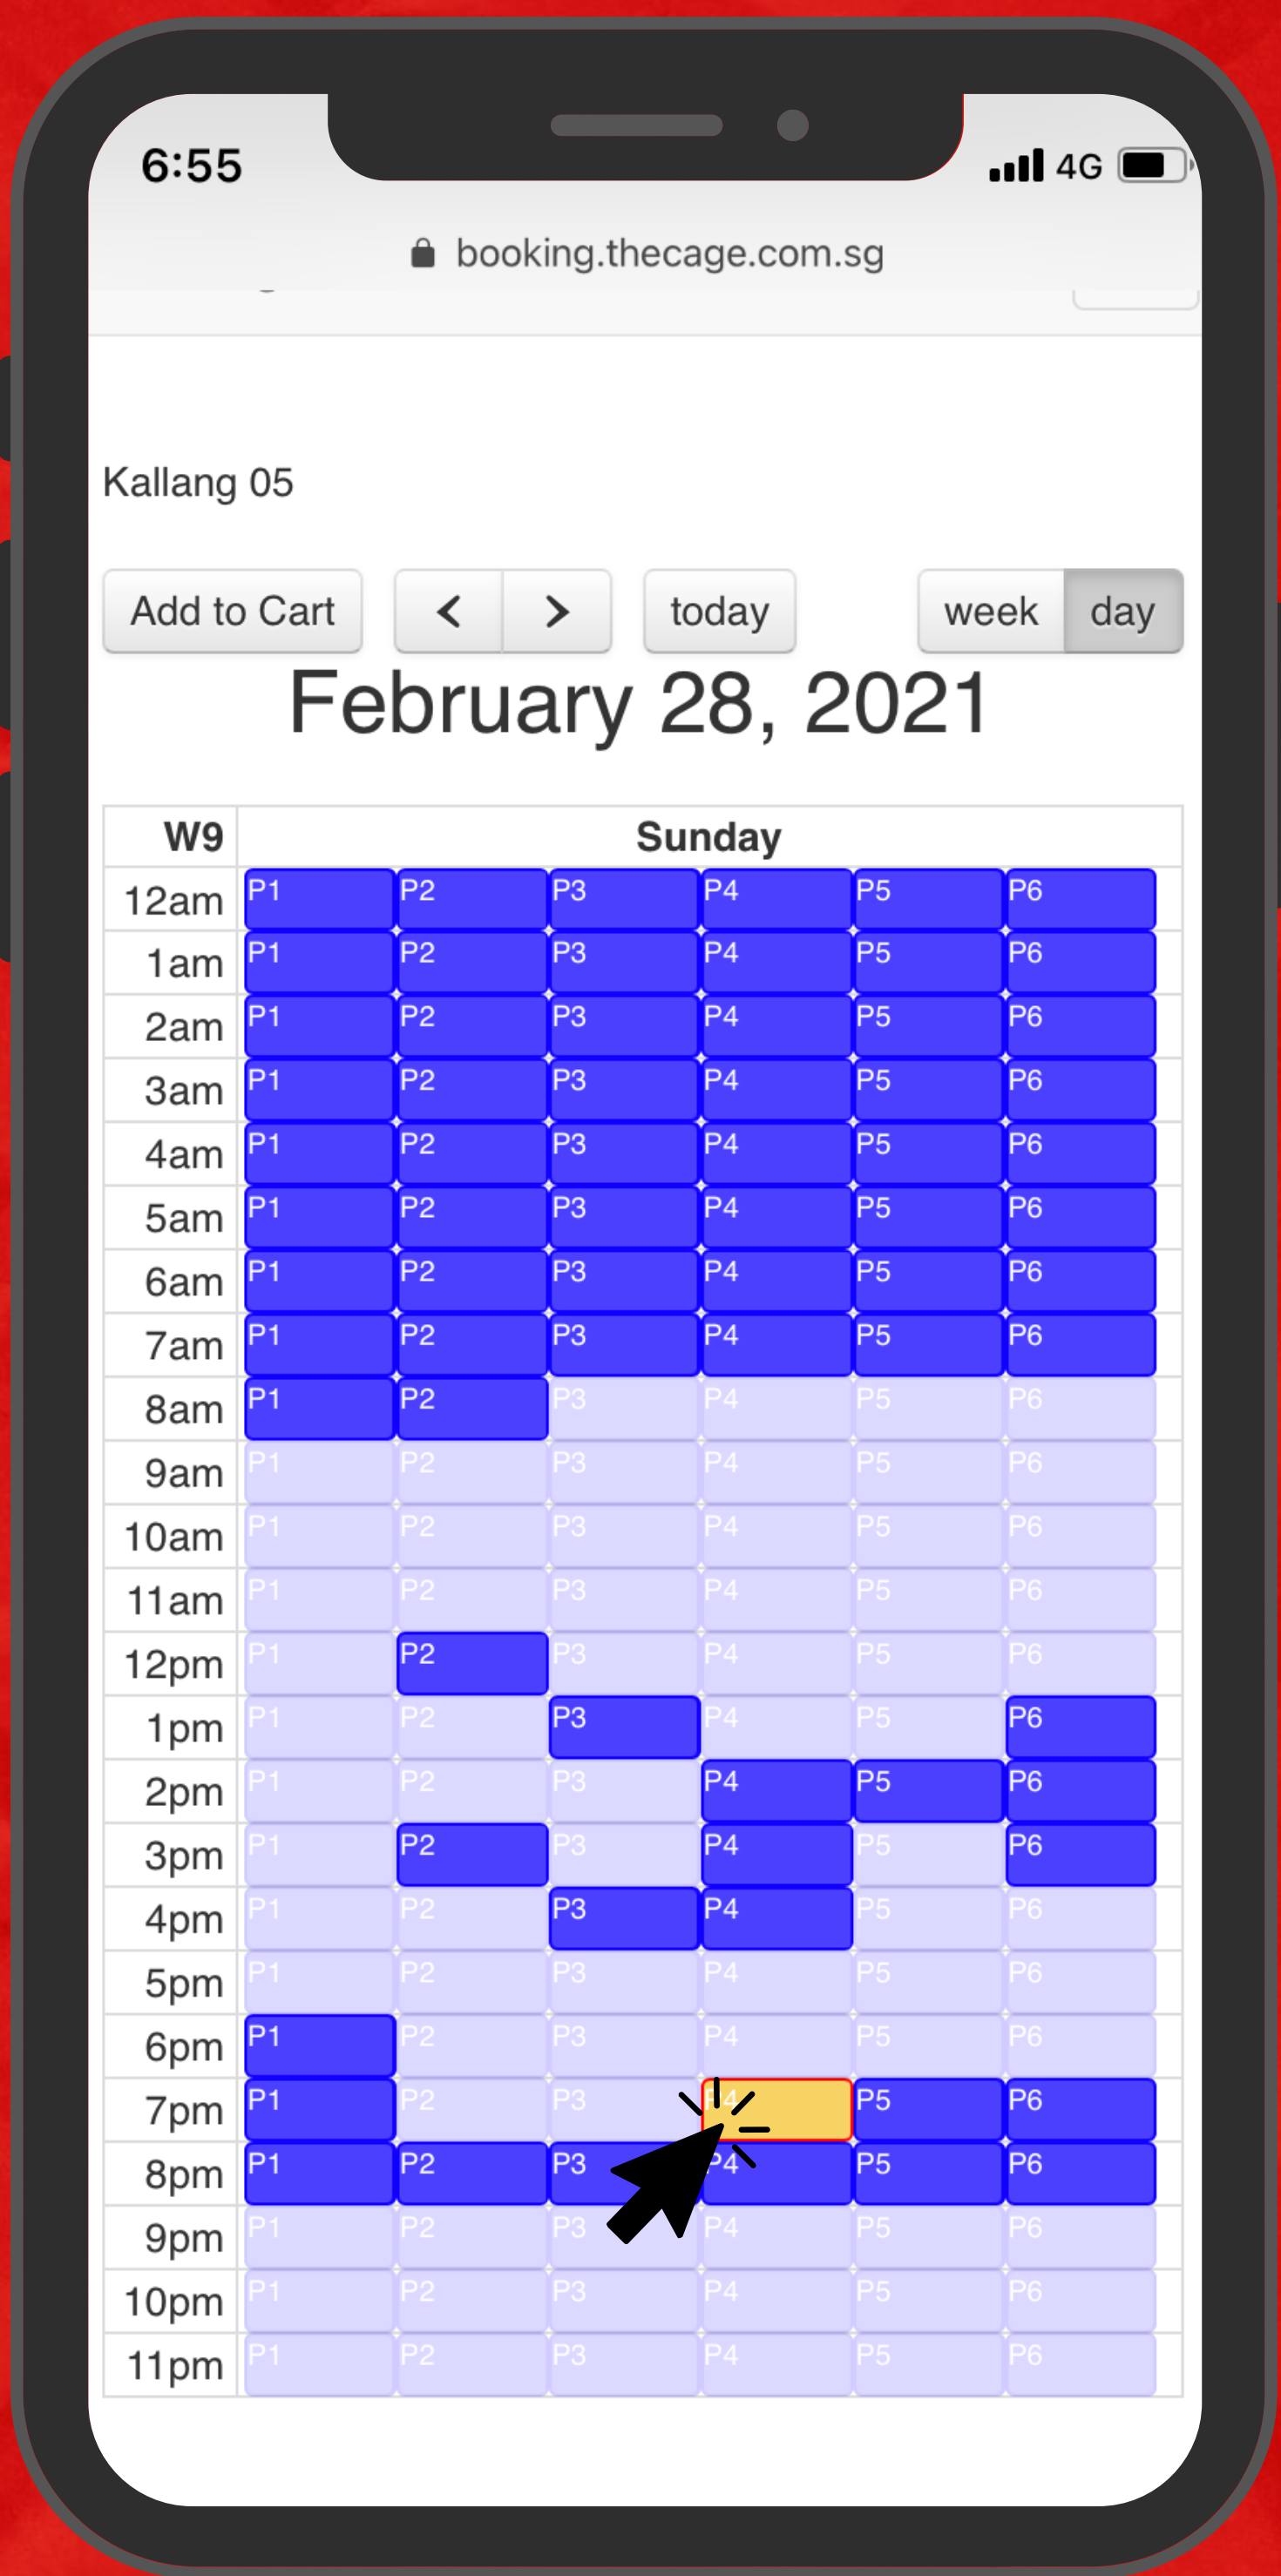 6:55 4G
booking.thecage.com.sg
Kallang 05
Add to Cart < > today week day
February 28, 2021
W9 Sunday
12am P1 P2 P3 P4 P5 P6
1am P1 P2 P3 P4 P5 P6
2am P1 P2 P3 P4 P5 P6
3am P1 P2 P3 P4 P5 P6
4am P1 P2 P3 P4 P5 P6
5am P1 P2 P3 P4 P5 P6
6am P1 P2 P3 P4 P5 P6
7am P1 P2 P3 P4 P5 P6
8am P1 P2 P3 P4 P5 P6
9am P1 P2 P3 P4 P5 P6
10am P1 P2 P3 P4 P5 P6
11am P1 P2 P3 P4 P5 P6
12pm P1 P2 P3 P4 P5 P6
1pm P1 P2 P3 P4 P5 P6
2pm P1 P2 P3 P4 P5 P6
3pm P1 P2 P3 P4 P5 P6
4pm P1 P2 P3 P4 P5 P6
5pm P1 P2 P3 P4 P5 P6
6pm P1 P2 P3 P4 P5 P6
7pm P1 P2 P3 P4 P5 P6
8pm P1 P2 P3 P4 P5 P6
9pm P1 P2 P3 P4 P5 P6
10pm P1 P2 P3 P4 P5 P6
11pm P1 P2 P3 P4 P5 P6